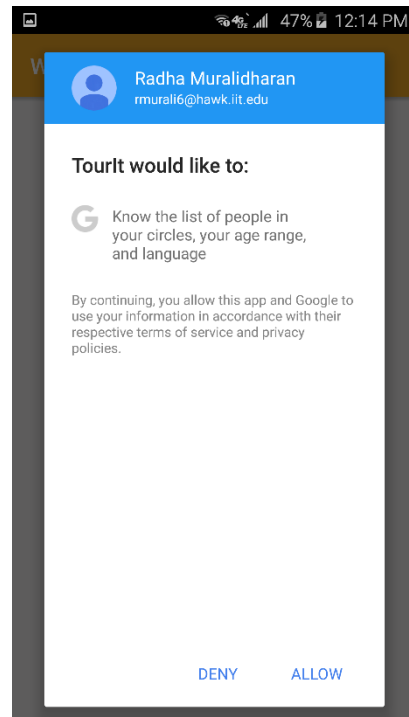 47% 12:14 PM
W
Radha Muralidharan
rmurali6@hawk.iit.edu
TourIt would like to:
G Know the list of people in
your circles, your age range,
and language
By continuing, you allow this app and Google to
use your information in accordance with their
respective terms of service and privacy
policies.
DENY ALLOW